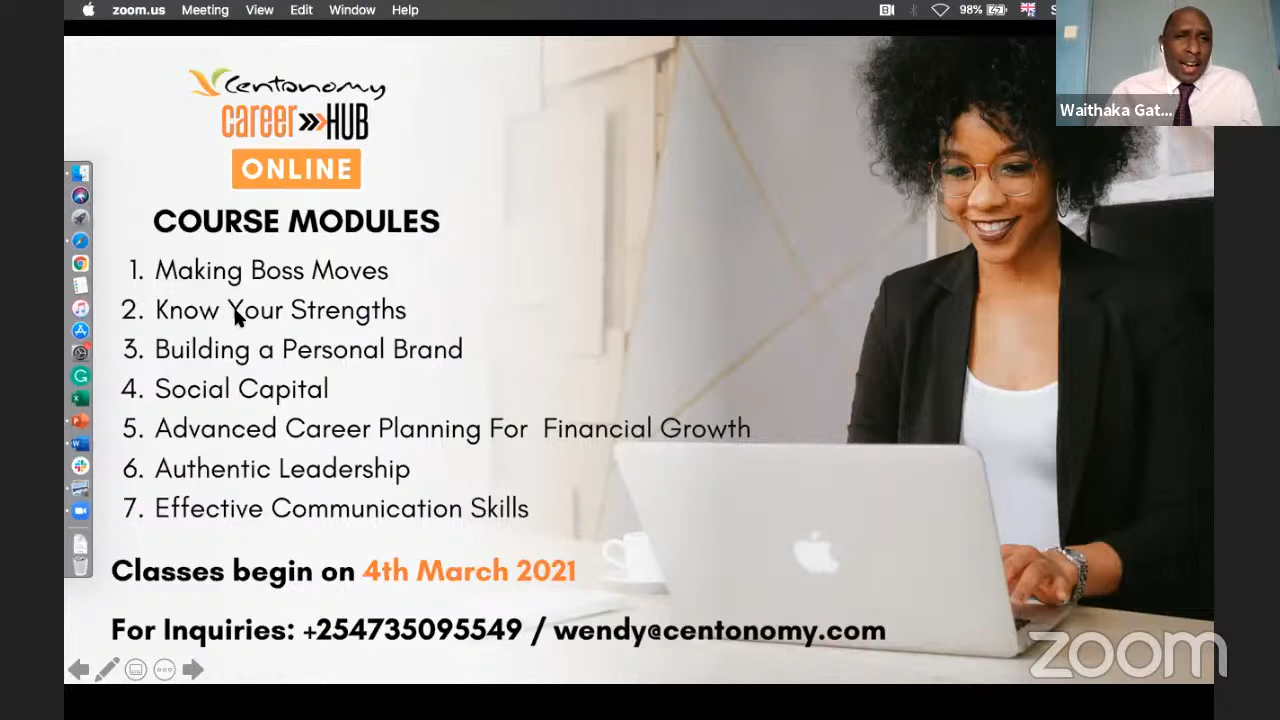 zoom.us Meeting View Edit Window Help 98%
Waithaka Gat...
Centonomy
career HUB
ONLINE
COURSE MODULES
1. Making Boss Moves
2. Know Your Strengths
3. Building a Personal Brand
4. Social Capital
5. Advanced Career Planning For Financial Growth
6. Authentic Leadership
7. Effective Communication Skills
Classes begin on 4th March 2021
For Inquiries: +254735095549 / wendy@centonomy.com
zoom